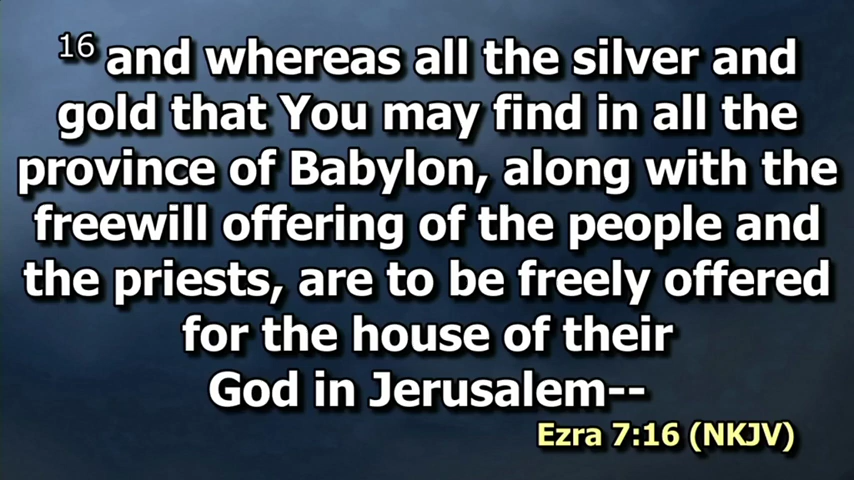 16 and whereas all the silver and
gold that You may find in all the
province of Babylon, along with the
freewill offering of the people and
the priests, are to be freely offered
for the house of their
God in Jerusalem--
Ezra 7:16 (NKJV)